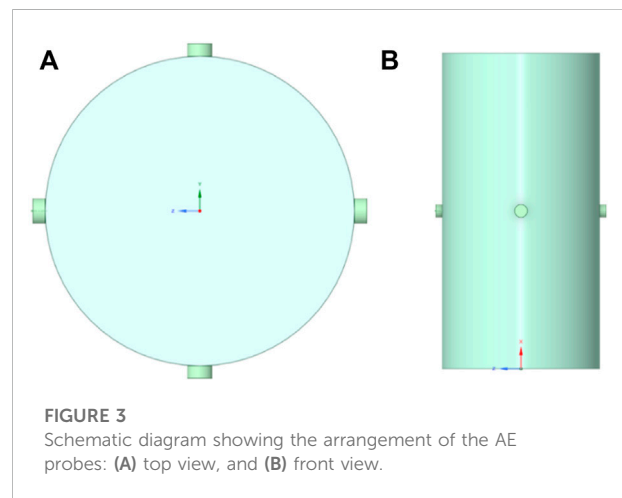 A
B
Y
Z
X
Z
FIGURE 3
Schematic diagram showing the arrangement of the AE
probes: (A) top view, and (B) front view.